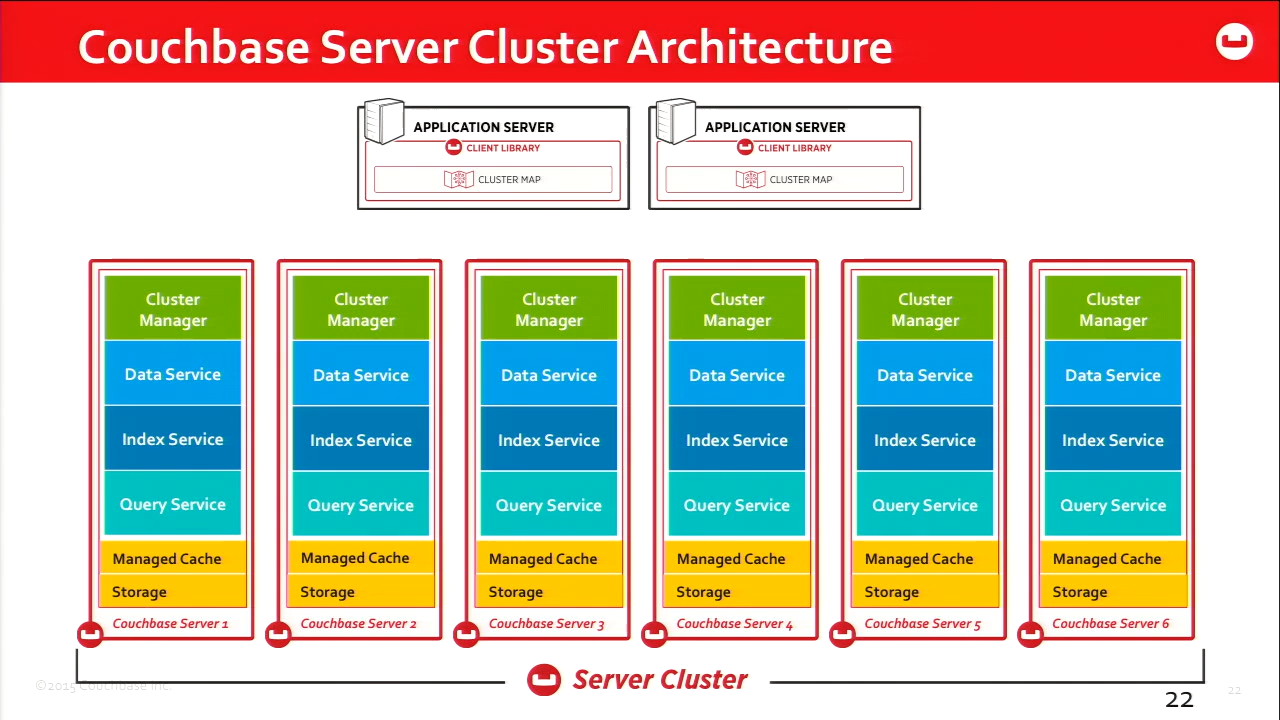 Couchbase Server Cluster Architecture
APPLICATION SERVER
CLIENT LIBRARY
CLUSTER MAP
APPLICATION SERVER
CLIENT LIBRARY
CLUSTER MAP
Cluster
Manager
Data Service
Index Service
Query Service
Managed Cache
Storage
Couchbase Server 1
Cluster
Manager
Data Service
Index Service
Query Service
Managed Cache
Storage
Couchbase Server 2
Cluster
Manager
Data Service
Index Service
Query Service
Managed Cache
Storage
Couchbase Server 3
Cluster
Manager
Data Service
Index Service
Query Service
Managed Cache
Storage
Couchbase Server 4
Cluster
Manager
Data Service
Index Service
Query Service
Managed Cache
Storage
Couchbase Server 5
Cluster
Manager
Data Service
Index Service
Query Service
Managed Cache
Storage
Couchbase Server 6
Server Cluster
©2015 Couchbase Inc.
22
22